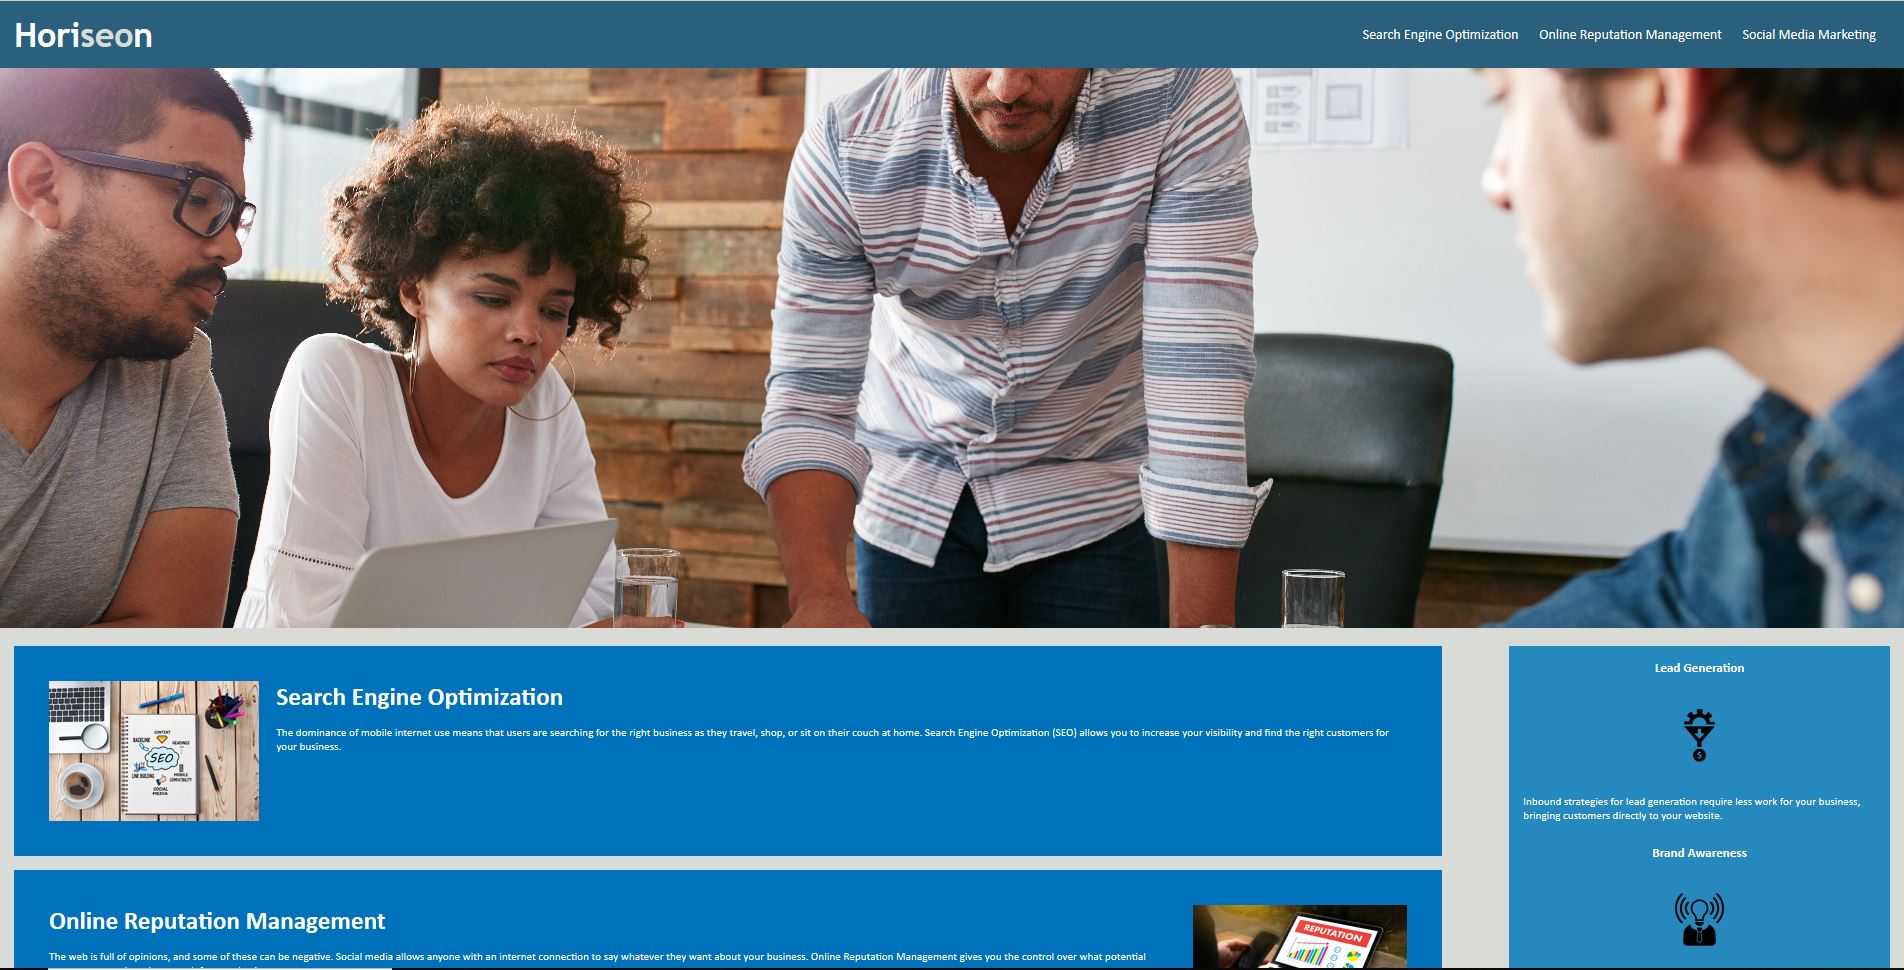 Horiseon
Search Engine Optimization
Online Reputation Management
Social Media Marketing
Search Engine Optimization
The dominance of mobile internet use means that users are searching for the right business as they travel, shop, or sit on their couch at home. Search Engine Optimization (SEO) allows you to increase your visibility and find the right customers for
your business.
CONTENT
BACKLINK
HEADINGS
SEO
LINK BUILDING
MOBILE
COMPATIBILITY
SOCIAL
MEDIA
Online Reputation Management
The web is full of opinions, and some of these can be negative. Social media allows anyone with an internet connection to say whatever they want about your business. Online Reputation Management gives you the control over what potential
REPUTATION
Lead Generation
$
Inbound strategies for lead generation require less work for your business,
bringing customers directly to your website.
Brand Awareness